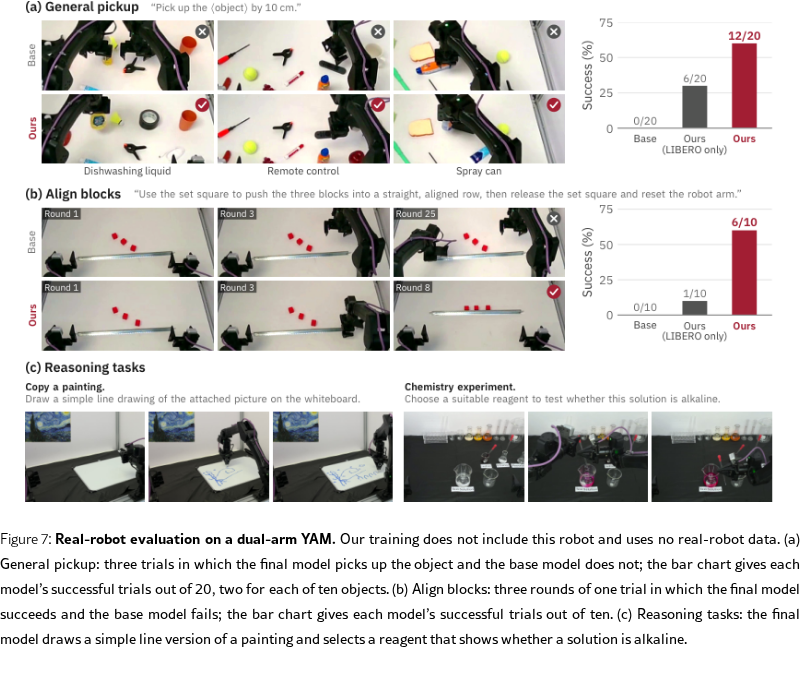 (a) General pickup “Pick up the ⟨object⟩ by 10 cm.”
Base
Ours
Dishwashing liquid
Remote control
Spray can
Success (%)
75
50
25
0
0/20
6/20
12/20
Base
Ours
(LIBERO only)
Ours
(b) Align blocks “Use the set square to push the three blocks into a straight, aligned row, then release the set square and reset the robot arm.”
Base
Round 1
Round 3
Round 25
Ours
Round 1
Round 3
Round 8
Success (%)
75
50
25
0
0/10
1/10
6/10
Base
Ours
(LIBERO only)
Ours
(c) Reasoning tasks
Copy a painting.
Draw a simple line drawing of the attached picture on the whiteboard.
Chemistry experiment.
Choose a suitable reagent to test whether this solution is alkaline.
Figure 7: Real-robot evaluation on a dual-arm YAM. Our training does not include this robot and uses no real-robot data. (a)
General pickup: three trials in which the final model picks up the object and the base model does not; the bar chart gives each
model’s successful trials out of 20, two for each of ten objects. (b) Align blocks: three rounds of one trial in which the final model
succeeds and the base model fails; the bar chart gives each model’s successful trials out of ten. (c) Reasoning tasks: the final
model draws a simple line version of a painting and selects a reagent that shows whether a solution is alkaline.